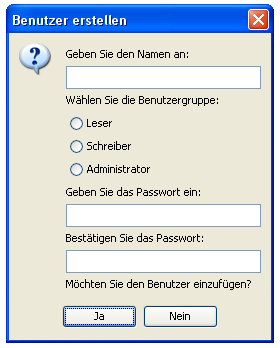 Benutzer erstellen
Geben Sie den Namen an:
Wählen Sie die Benutzergruppe:
Leser
Schreiber
Administrator
Geben Sie das Passwort ein:
Bestätigen Sie das Passwort:
Möchten Sie den Benutzer einzufügen?
Ja Nein